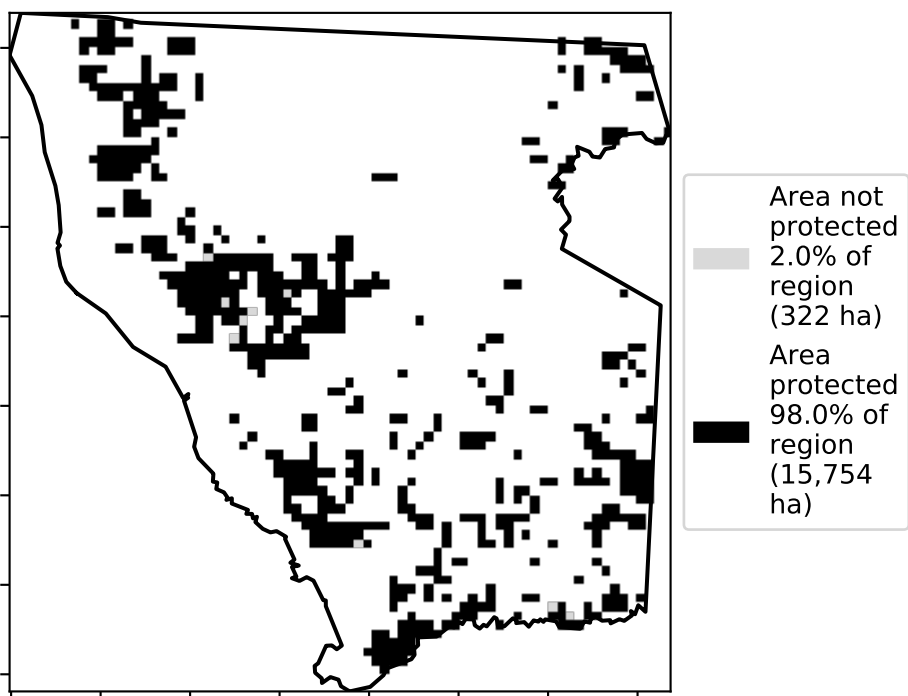 Area not
protected
2.0% of
region
(322 ha)
Area
protected
98.0% of
region
(15,754
ha)